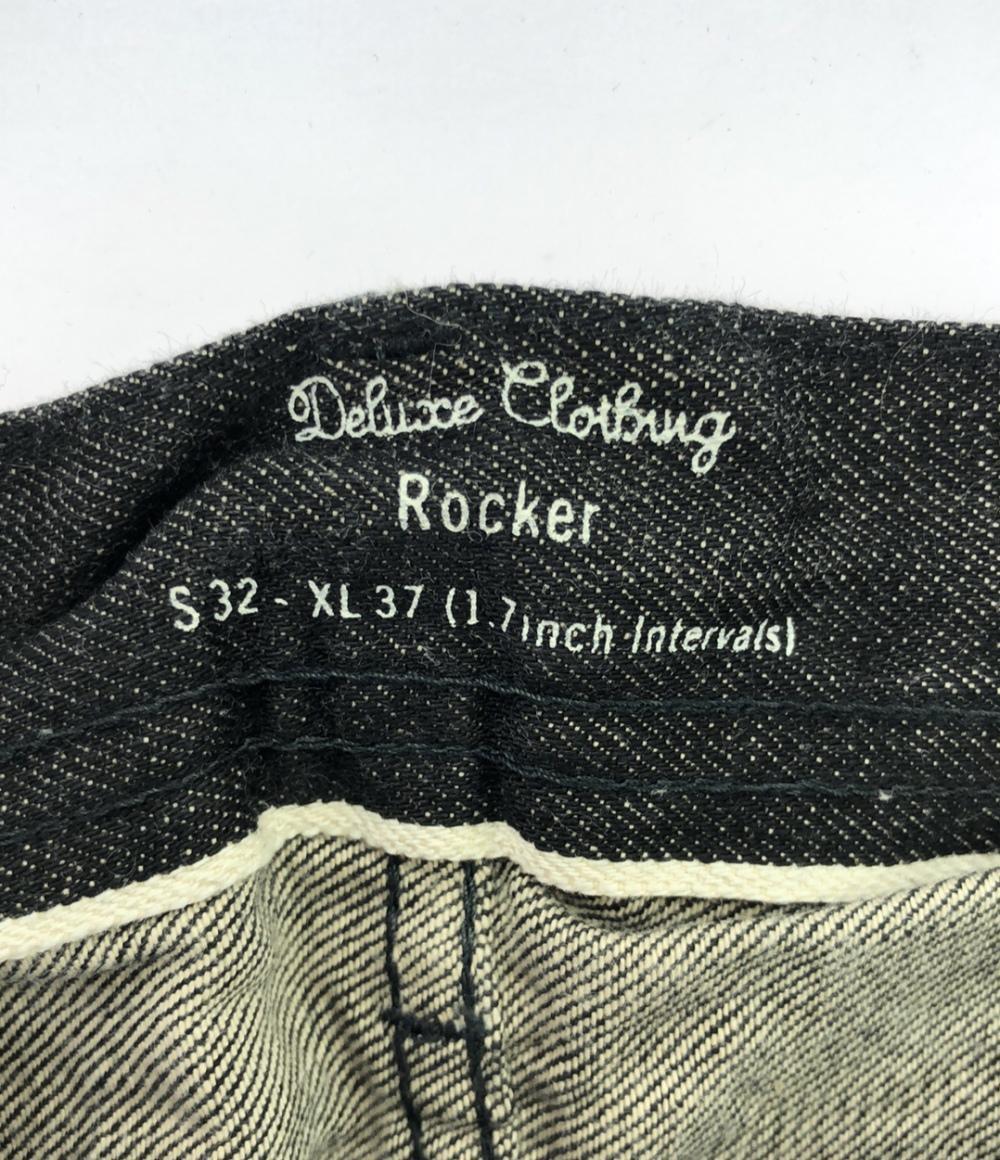 Deluxe Clothing
Rocker
S 32 - XL 37 (1.7inch Intervals)